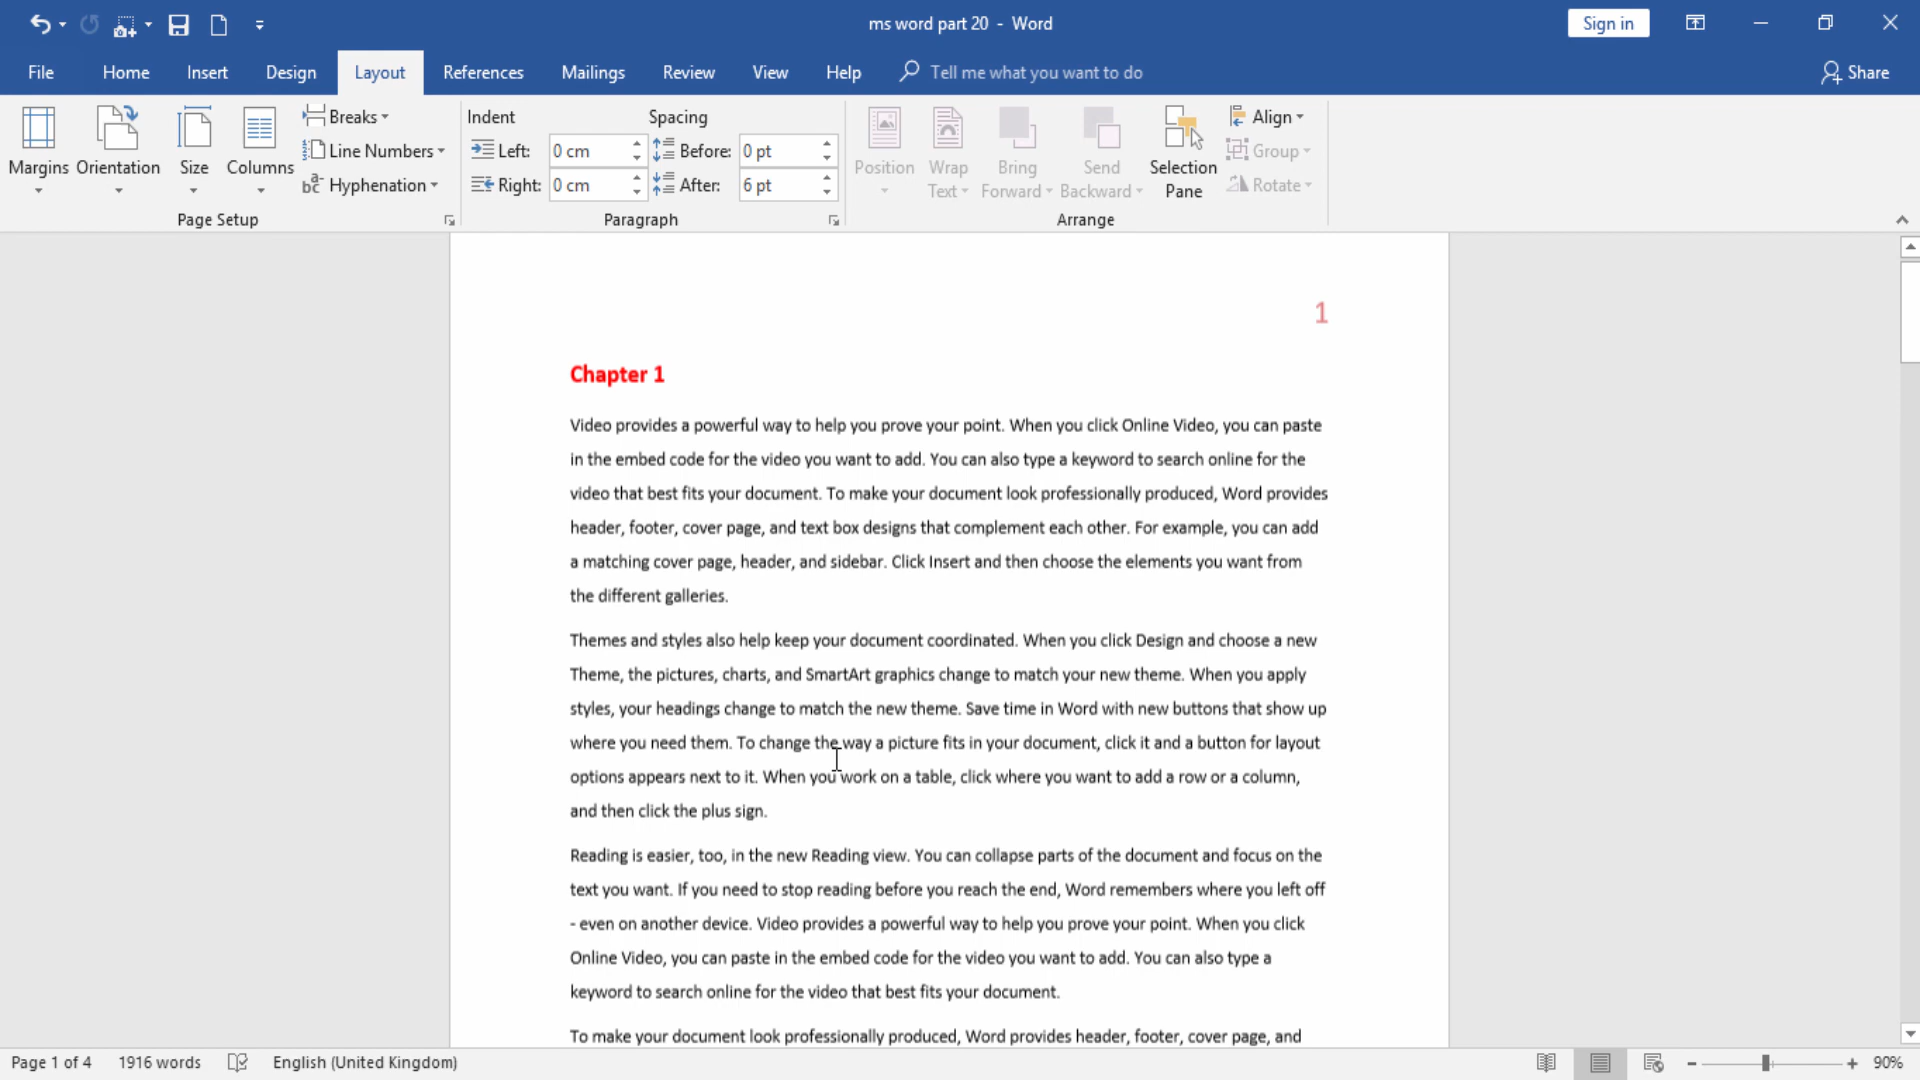 ms word part 20 - Word
Sign in
File Home Insert Design Layout References Mailings Review View Help Tell me what you want to do Share
Margins
Orientation
Size
Columns
Breaks
Line Numbers
Hyphenation
Page Setup
Indent
Left: 0 cm
Right: 0 cm
Spacing
Before: 0 pt
After: 6 pt
Paragraph
Position
Wrap
Text
Bring
Forward
Send
Backward
Selection
Pane
Align
Group
Rotate
Arrange
1
Chapter 1
Video provides a powerful way to help you prove your point. When you click Online Video, you can paste
in the embed code for the video you want to add. You can also type a keyword to search online for the
video that best fits your document. To make your document look professionally produced, Word provides
header, footer, cover page, and text box designs that complement each other. For example, you can add
a matching cover page, header, and sidebar. Click Insert and then choose the elements you want from
the different galleries.
Themes and styles also help keep your document coordinated. When you click Design and choose a new
Theme, the pictures, charts, and SmartArt graphics change to match your new theme. When you apply
styles, your headings change to match the new theme. Save time in Word with new buttons that show up
where you need them. To change the way a picture fits in your document, click it and a button for layout
options appears next to it. When you work on a table, click where you want to add a row or a column,
and then click the plus sign.
Reading is easier, too, in the new Reading view. You can collapse parts of the document and focus on the
text you want. If you need to stop reading before you reach the end, Word remembers where you left off
- even on another device. Video provides a powerful way to help you prove your point. When you click
Online Video, you can paste in the embed code for the video you want to add. You can also type a
keyword to search online for the video that best fits your document.
To make your document look professionally produced, Word provides header, footer, cover page, and
Page 1 of 4 1916 words English (United Kingdom) 90%